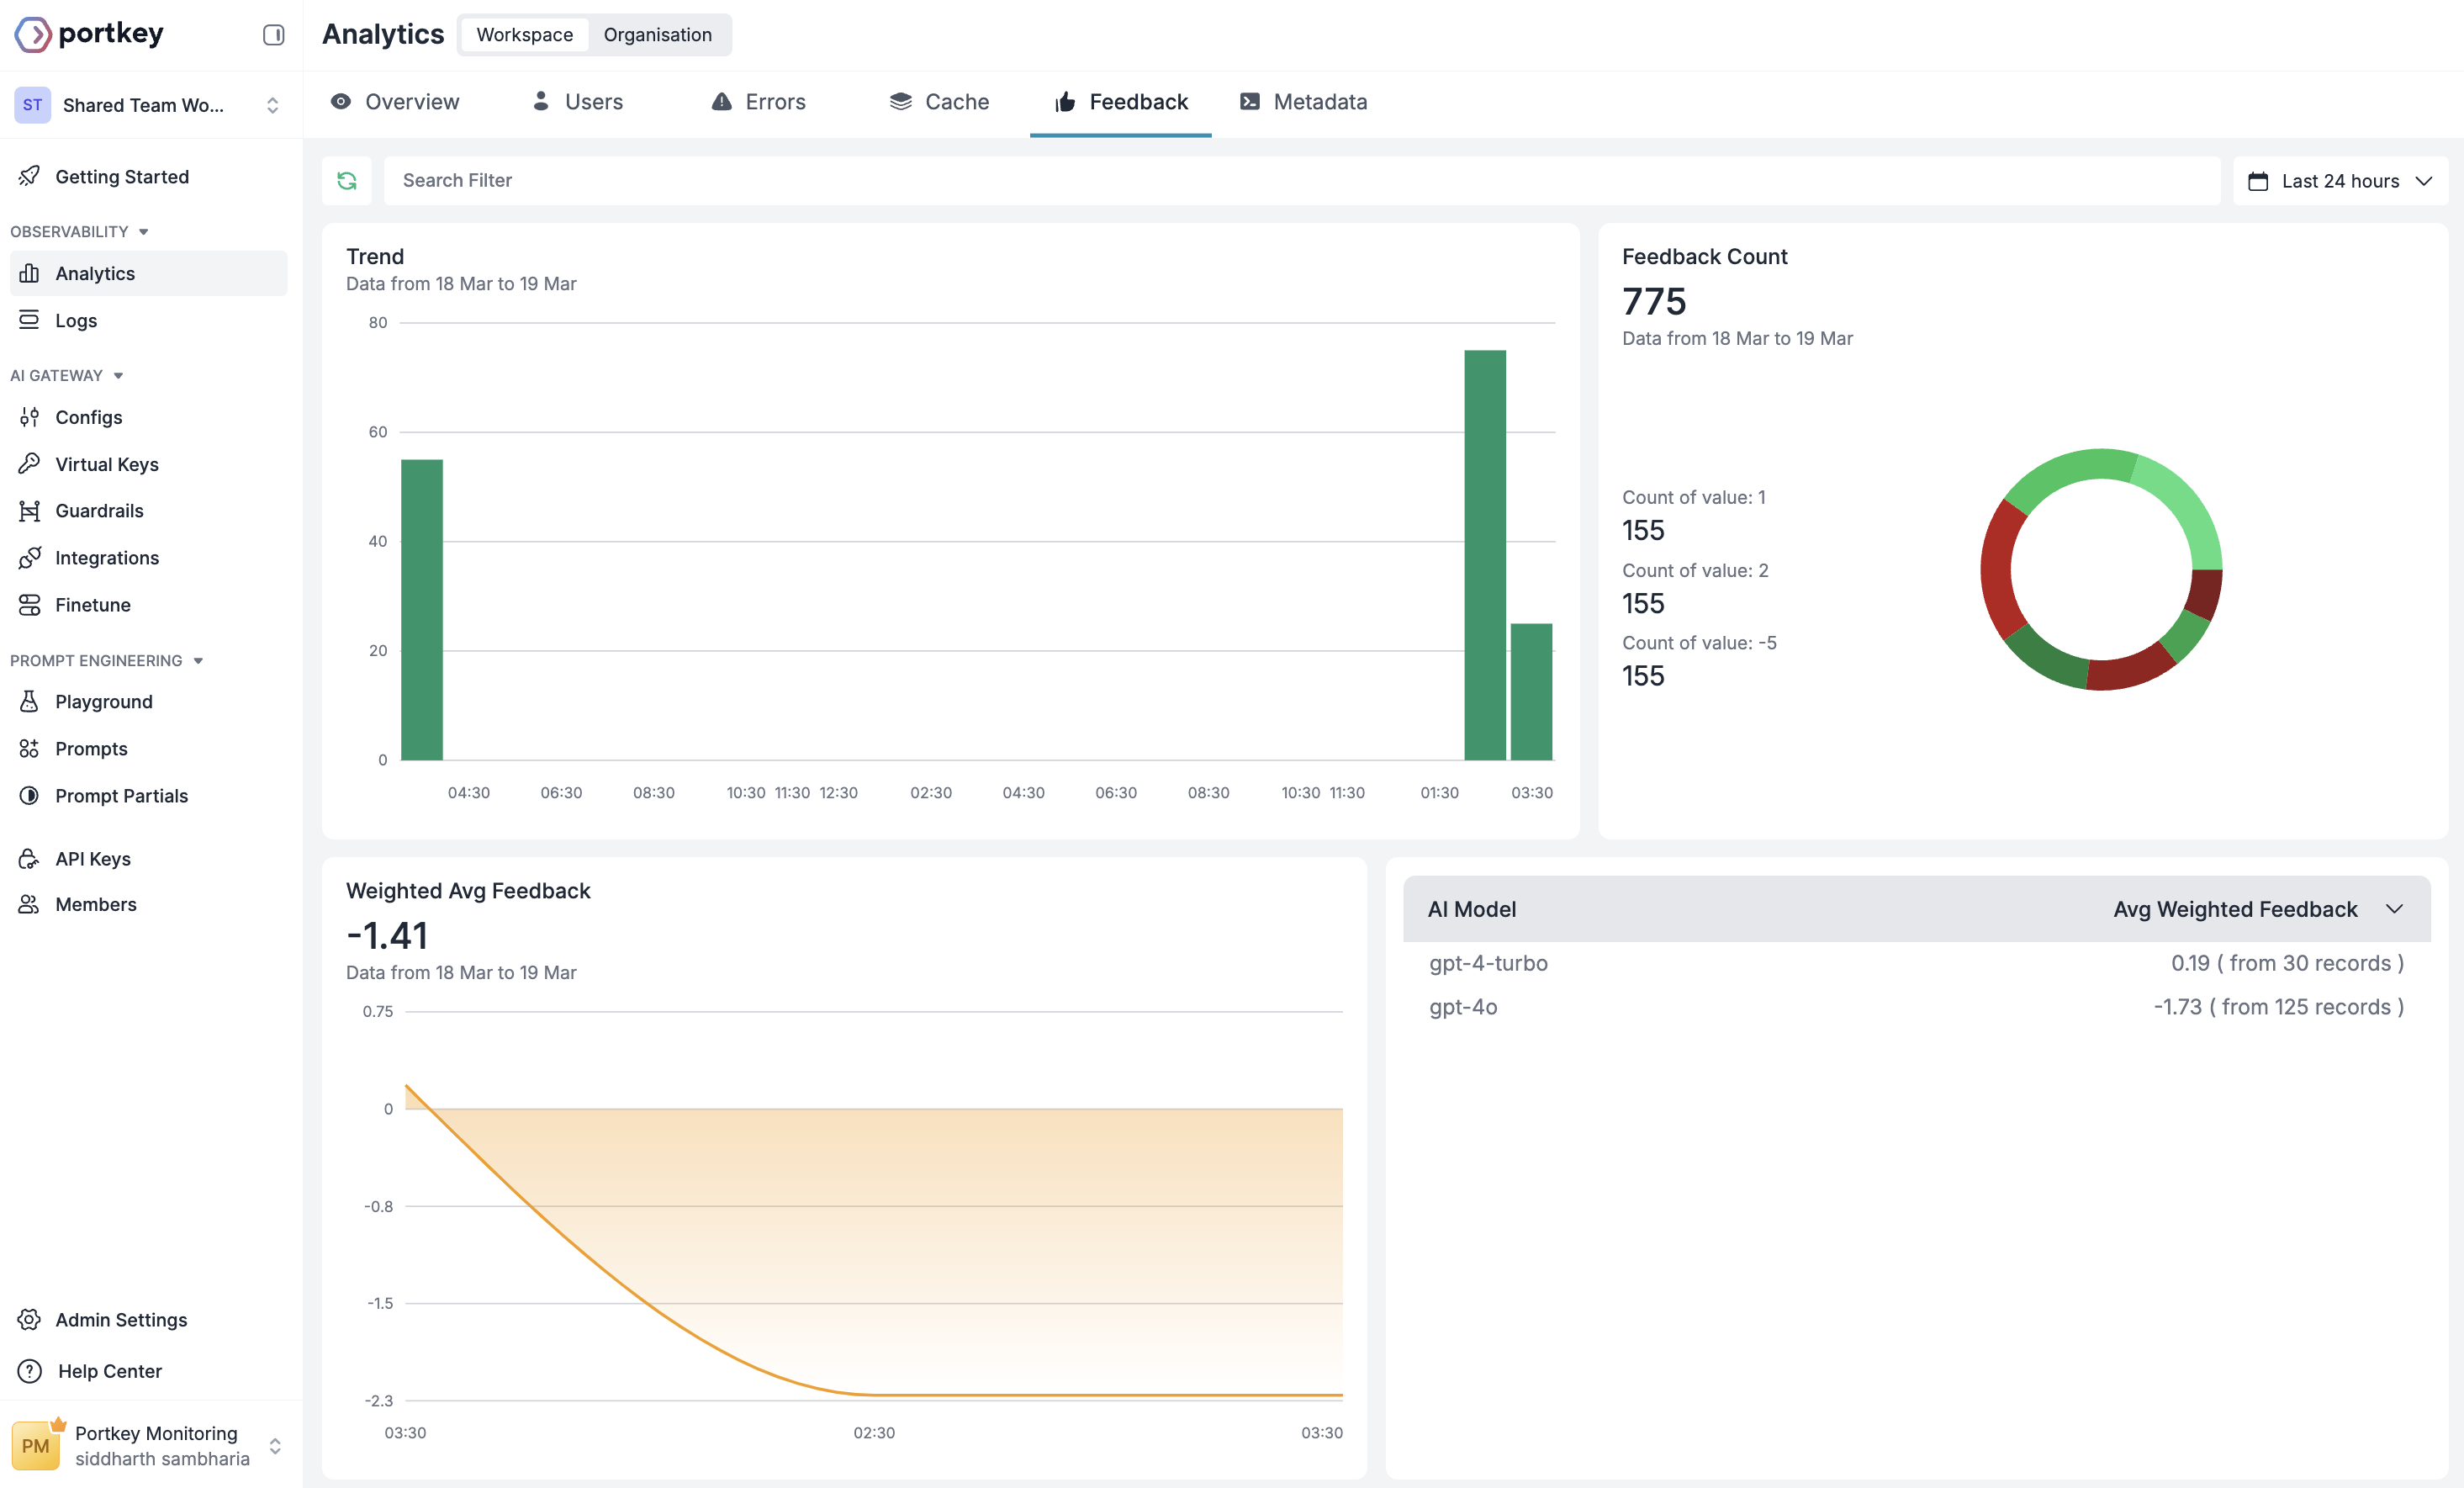 portkey
ST Shared Team Wo...
Getting Started
OBSERVABILITY
Analytics
Logs
AI GATEWAY
Configs
Virtual Keys
Guardrails
Integrations
Finetune
PROMPT ENGINEERING
Playground
Prompts
Prompt Partials
API Keys
Members
Admin Settings
Help Center
PM
Portkey Monitoring
siddharth sambharia
Analytics Workspace Organisation
Overview Users Errors Cache Feedback Metadata
Search Filter
Last 24 hours
Trend
Data from 18 Mar to 19 Mar
80
60
40
20
0
04:30 06:30 08:30 10:30 11:30 12:30 02:30 04:30 06:30 08:30 10:30 11:30 01:30 03:30
Feedback Count
775
Data from 18 Mar to 19 Mar
Count of value: 1
155
Count of value: 2
155
Count of value: -5
155
Weighted Avg Feedback
-1.41
Data from 18 Mar to 19 Mar
0.75
0
-0.8
-1.5
-2.3
03:30 02:30 03:30
AI Model Avg Weighted Feedback
gpt-4-turbo 0.19 ( from 30 records )
gpt-4o -1.73 ( from 125 records )